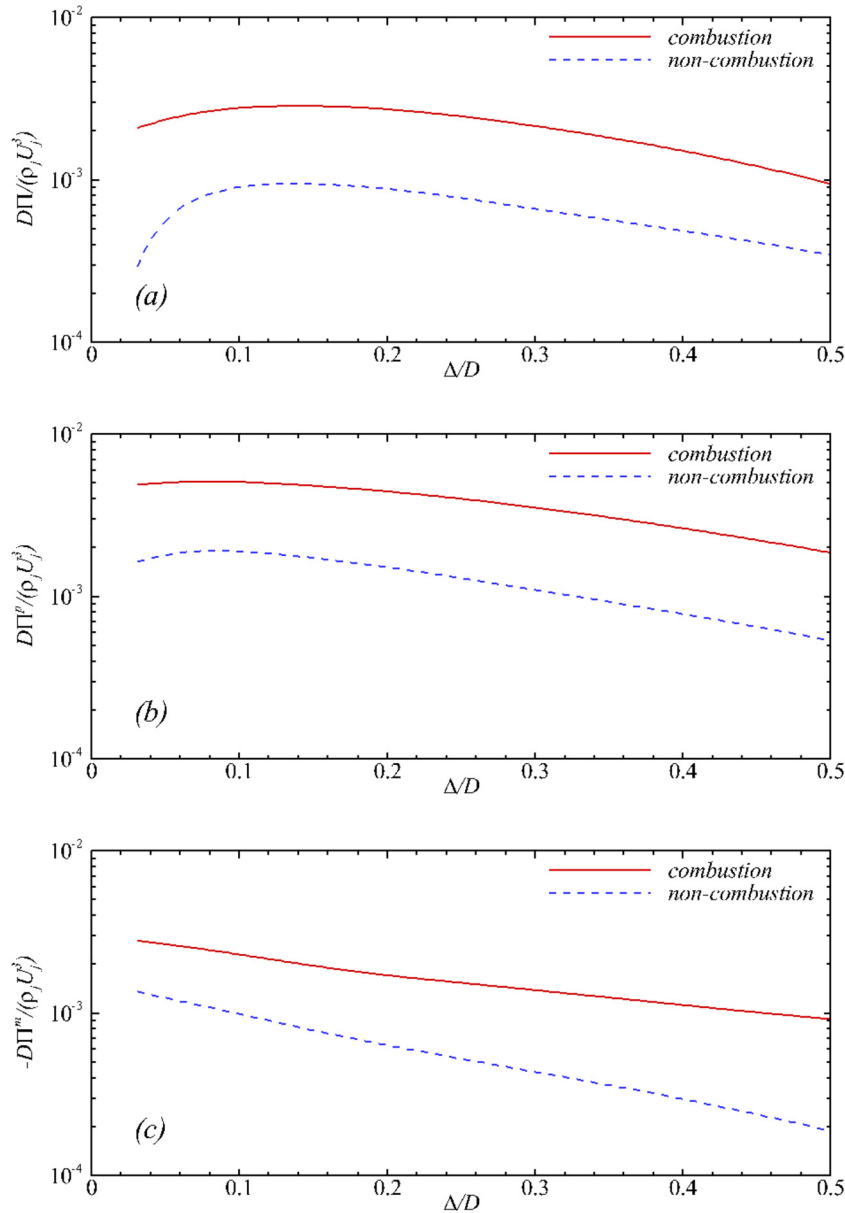 10⁻²
combustion
non-combustion
DΠ/(ρⱼUⱼ³)
10⁻³
(a)
10⁻⁴
0 0.1 0.2 0.3 0.4 0.5
Δ/D
10⁻²
combustion
non-combustion
DΠᵖ/(ρⱼUⱼ³)
10⁻³
(b)
10⁻⁴
0 0.1 0.2 0.3 0.4 0.5
Δ/D
10⁻²
combustion
non-combustion
-DΠᵐ/(ρⱼUⱼ³)
10⁻³
(c)
10⁻⁴
0 0.1 0.2 0.3 0.4 0.5
Δ/D